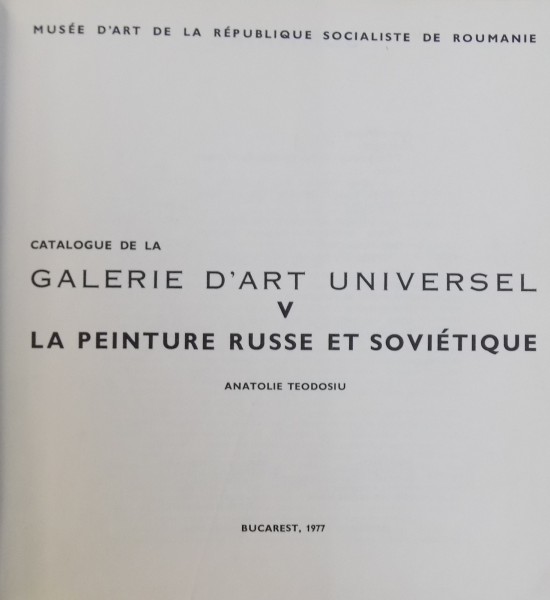 MUSÉE D'ART DE LA RÉPUBLIQUE SOCIALISTE DE ROUMANIE
CATALOGUE DE LA
GALERIE D'ART UNIVERSEL
V
LA PEINTURE RUSSE ET SOVIÉTIQUE
ANATOLIE TEODOSIU
BUCAREST, 1977